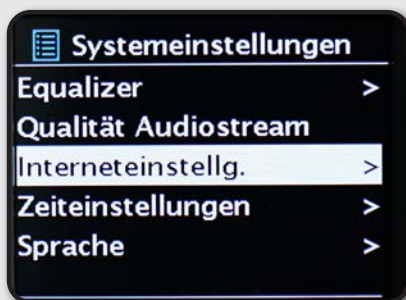 Systemeinstellungen
Equalizer >
Qualität Audiostream
Interneteinstellg. >
Zeiteinstellungen >
Sprache >